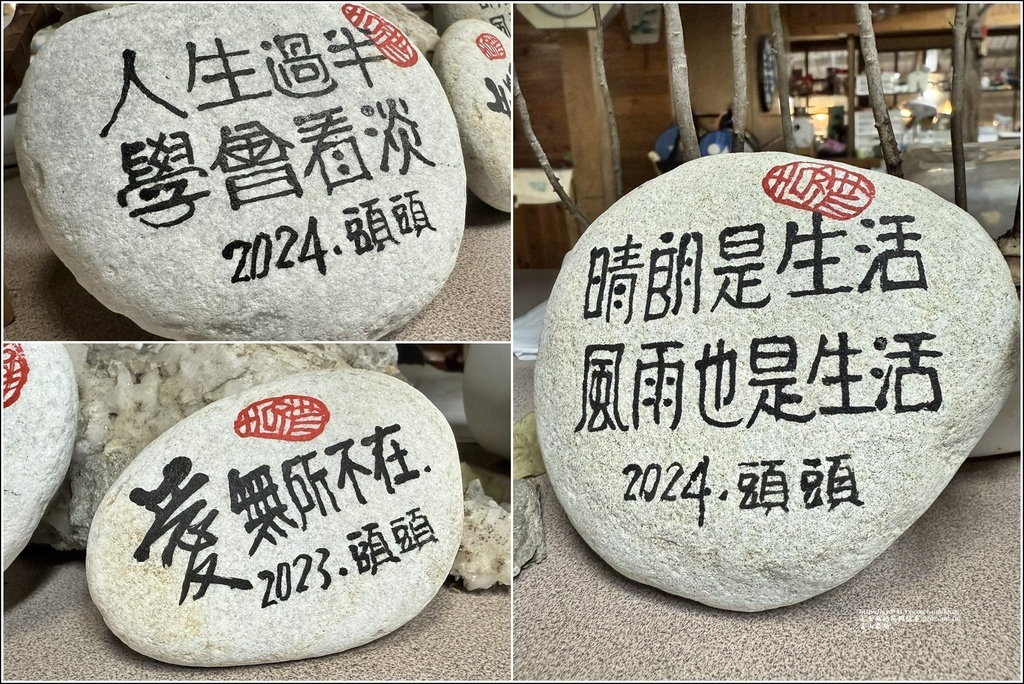 人生過半
學會看淡
2024.頭頭
愛無所不在.
2023.頭頭
晴朗是生活
風雨也是生活
2024.頭頭